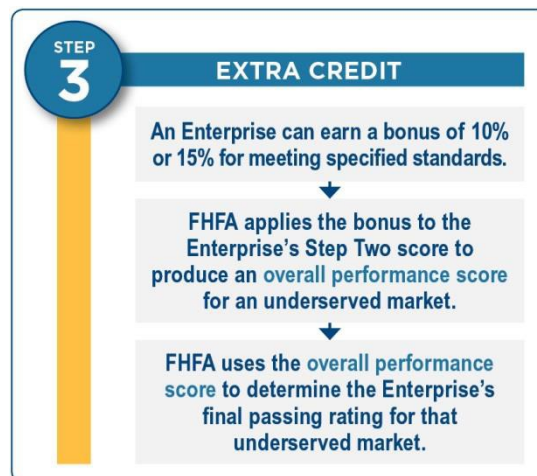 STEP
3
EXTRA CREDIT
An Enterprise can earn a bonus of 10%
or 15% for meeting specified standards.
FHFA applies the bonus to the
Enterprise's Step Two score to
produce an overall performance score
for an underserved market.
FHFA uses the overall performance
score to determine the Enterprise's
final passing rating for that
underserved market.